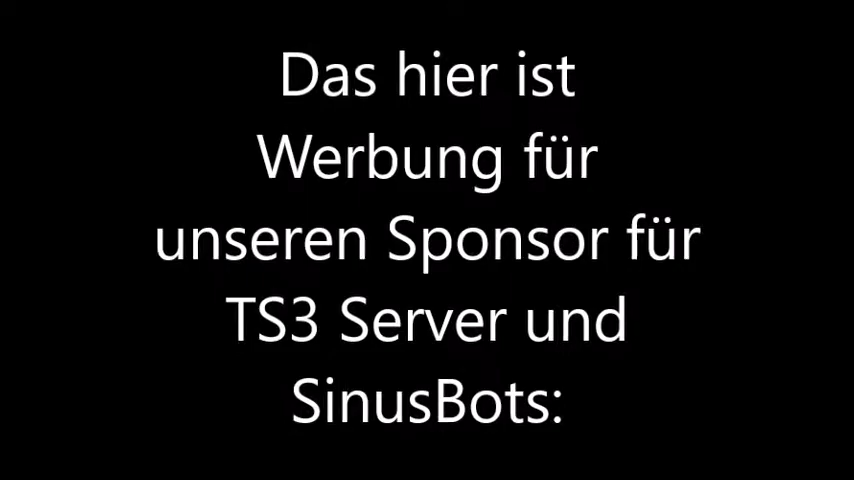 Das hier ist
Werbung für
unseren Sponsor für
TS3 Server und
SinusBots: